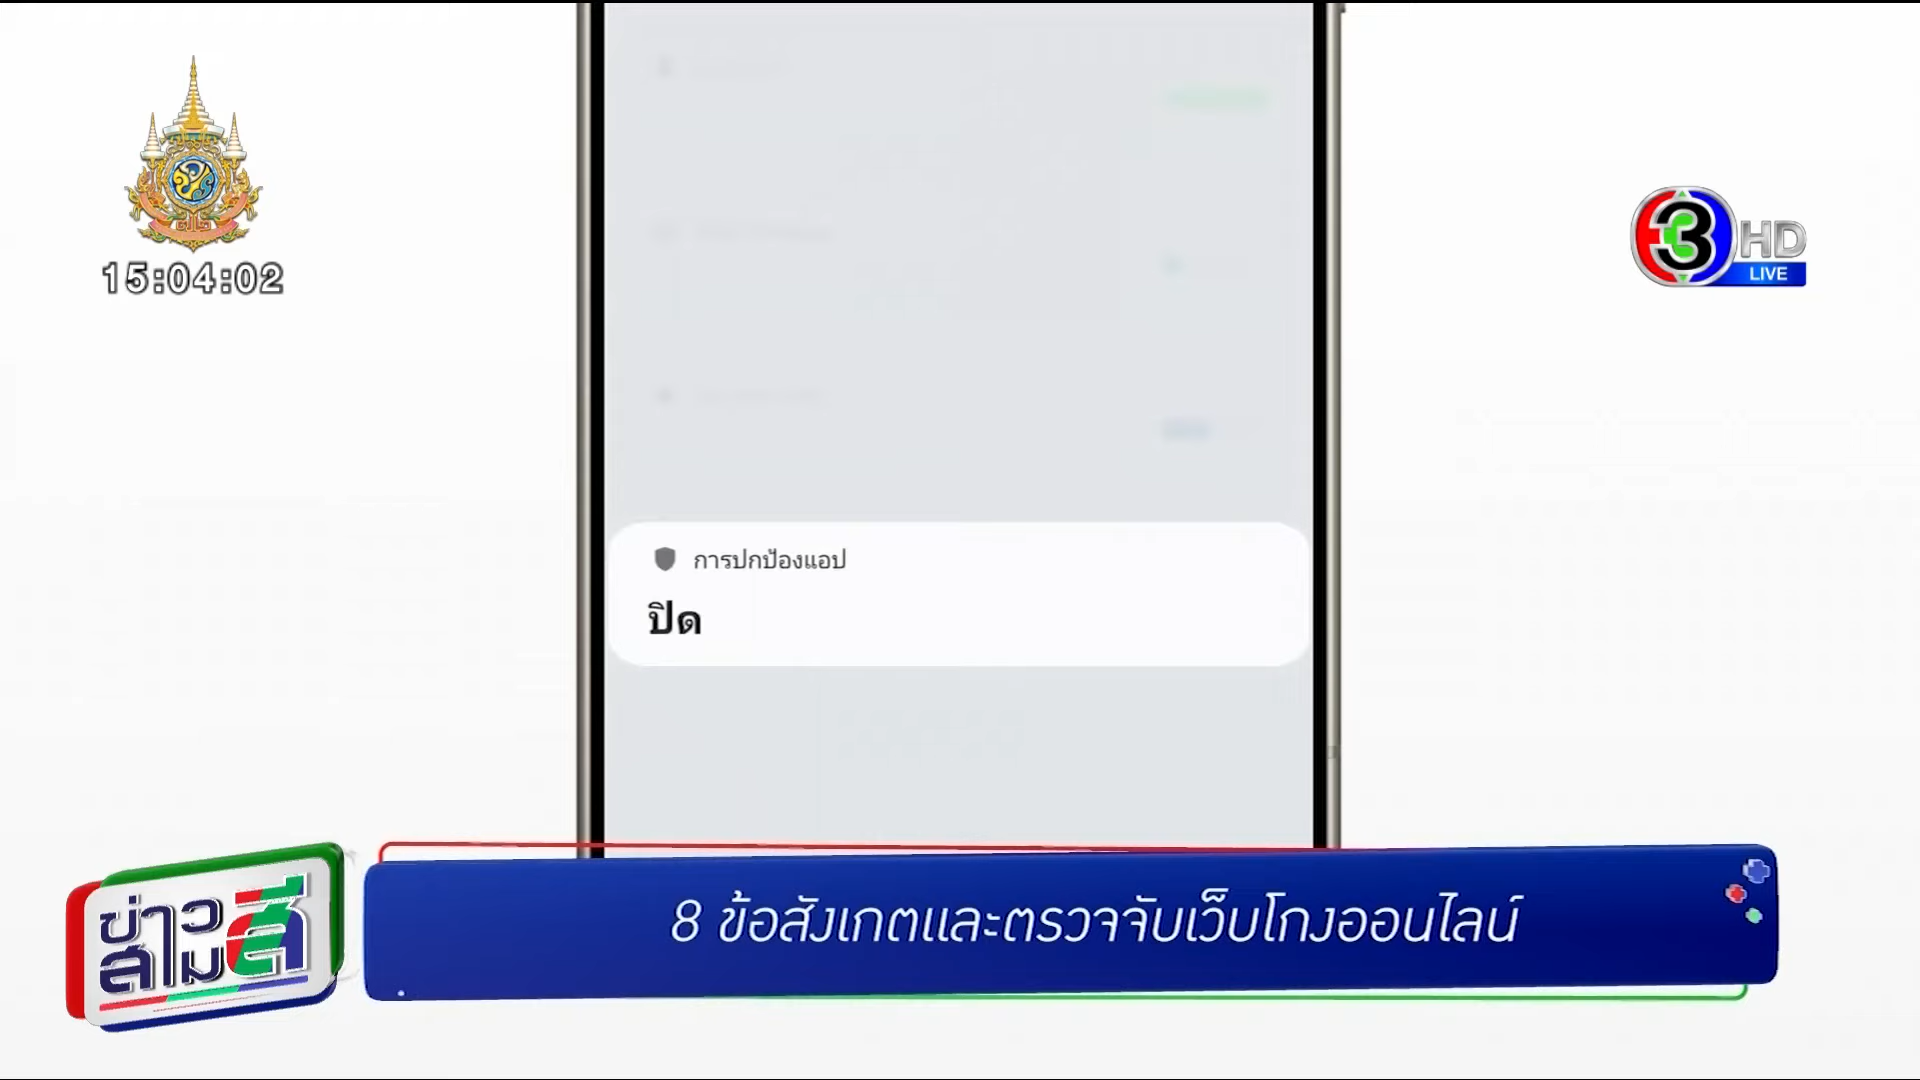 15:04:02
3 HD
LIVE
การปกป้องแอป
ปิด
8 ข้อสังเกตและตรวจจับเว็บโกงออนไลน์
ข่าวสามสี